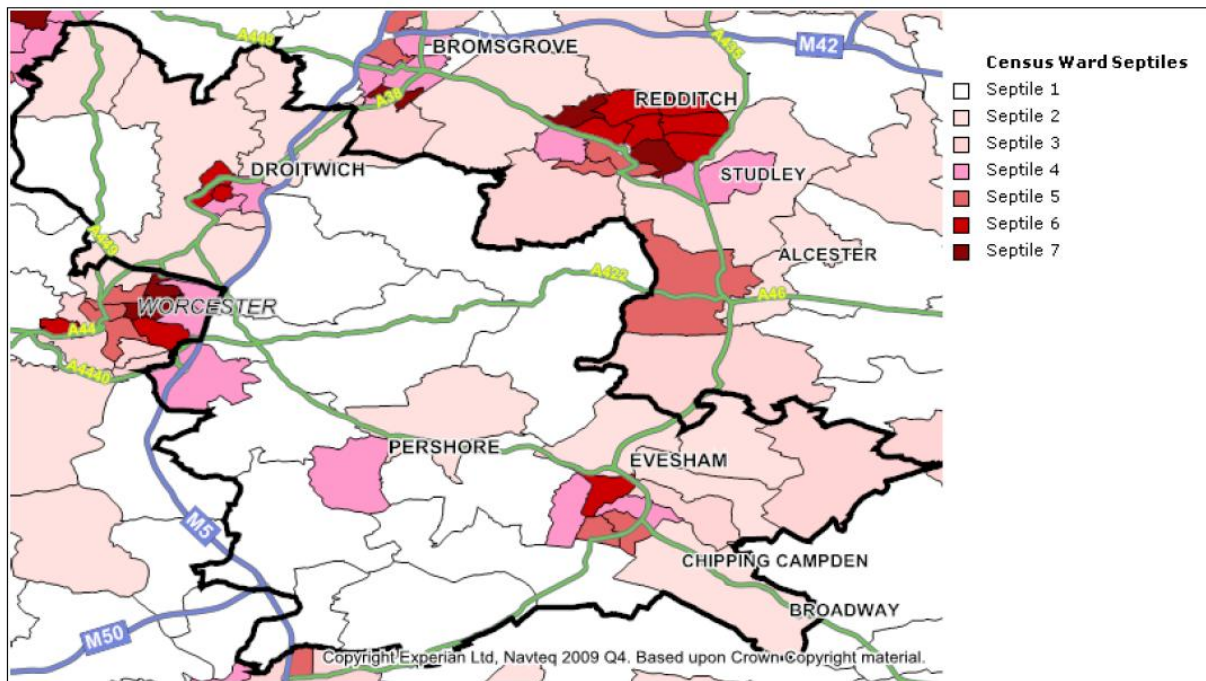 A448
BROMSGROVE
A435
M42
A38
REDDITCH
DROITWICH
STUDLEY
A449
ALCESTER
A422
A46
WORCESTER
A44
A4440
PERSHORE
EVESHAM
M5
CHIPPING CAMPDEN
BROADWAY
M50
Copyright Experian Ltd, Navteq 2009 Q4. Based upon Crown Copyright material.
Census Ward Septiles
Septile 1
Septile 2
Septile 3
Septile 4
Septile 5
Septile 6
Septile 7